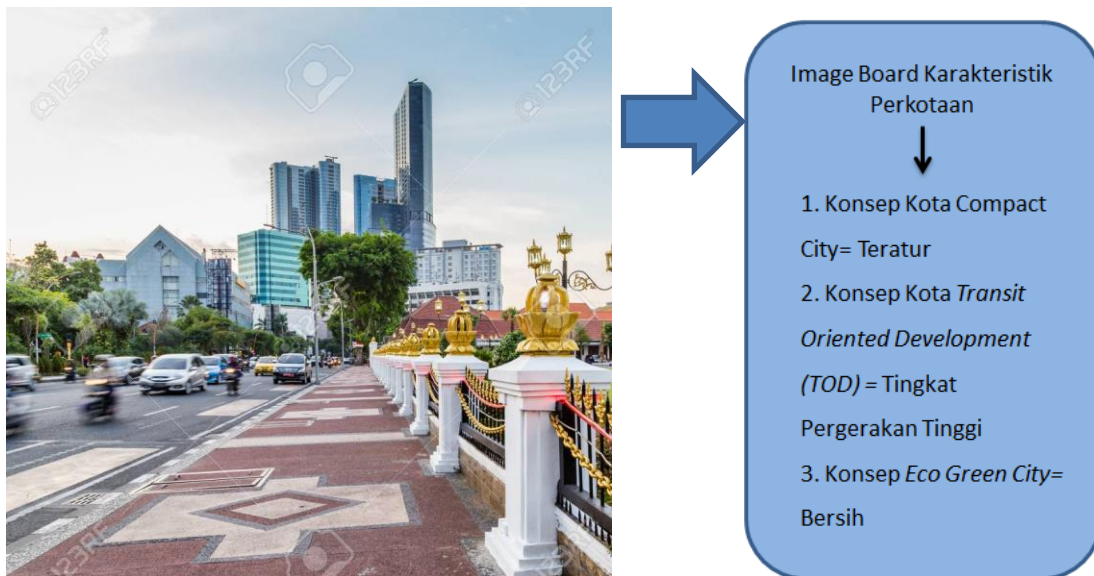 123RF
123RF
Image Board Karakteristik
Perkotaan
1. Konsep Kota Compact
City= Teratur
2. Konsep Kota Transit
Oriented Development
(TOD) = Tingkat
Pergerakan Tinggi
3. Konsep Eco Green City=
Bersih
123RF
123RF